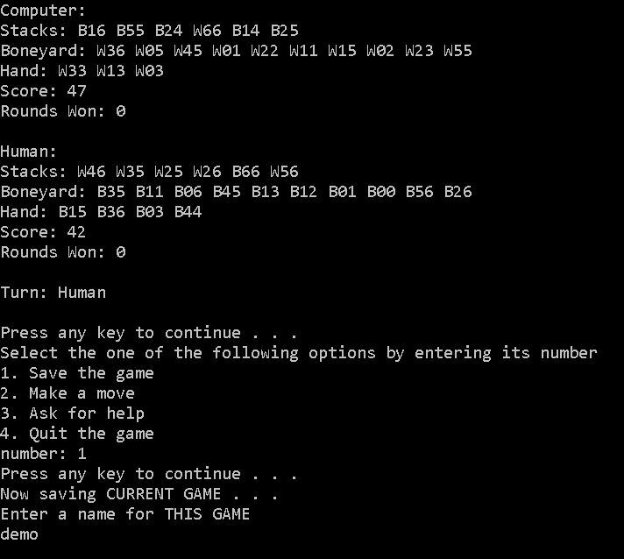 Computer:
Stacks: B16 B55 B24 W66 B14 B25
Boneyard: W36 W05 W45 W01 W22 W11 W15 W02 W23 W55
Hand: W33 W13 W03
Score: 47
Rounds Won: 0
Human:
Stacks: W46 W35 W25 W26 B66 W56
Boneyard: B35 B11 B06 B45 B13 B12 B01 B00 B56 B26
Hand: B15 B36 B03 B44
Score: 42
Rounds Won: 0
Turn: Human
Press any key to continue . . .
Select the one of the following options by entering its number
1. Save the game
2. Make a move
3. Ask for help
4. Quit the game
number: 1
Press any key to continue . . .
Now saving CURRENT GAME . . .
Enter a name for THIS GAME
demo